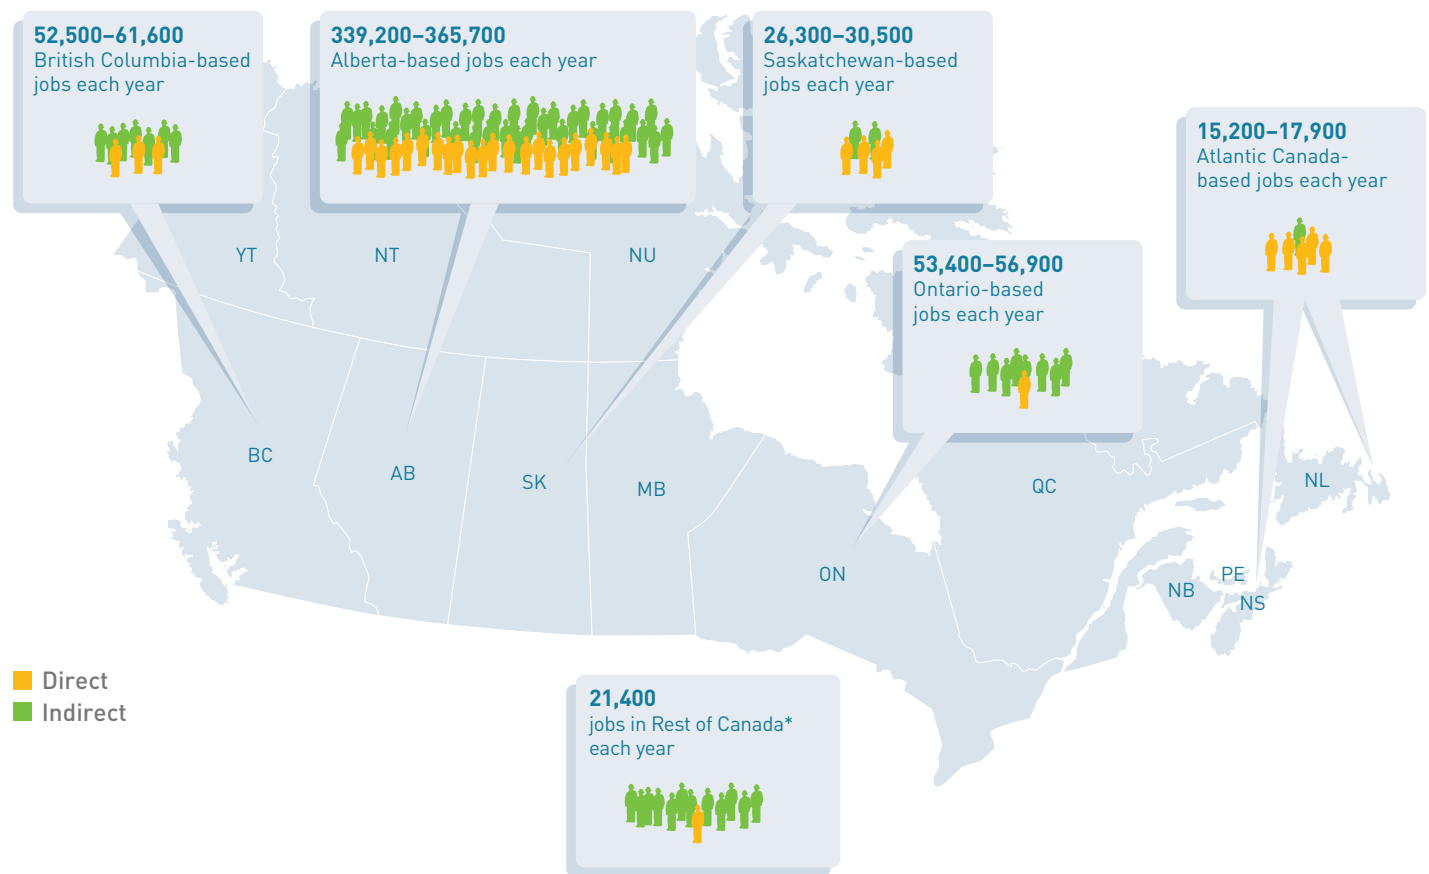 52,500–61,600
British Columbia-based
jobs each year
339,200–365,700
Alberta-based jobs each year
26,300–30,500
Saskatchewan-based
jobs each year
15,200–17,900
Atlantic Canada-
based jobs each year
53,400–56,900
Ontario-based
jobs each year
YT
NT
NU
BC
AB
SK
MB
ON
QC
NL
PE
NB
NS
Direct
Indirect
21,400
jobs in Rest of Canada*
each year